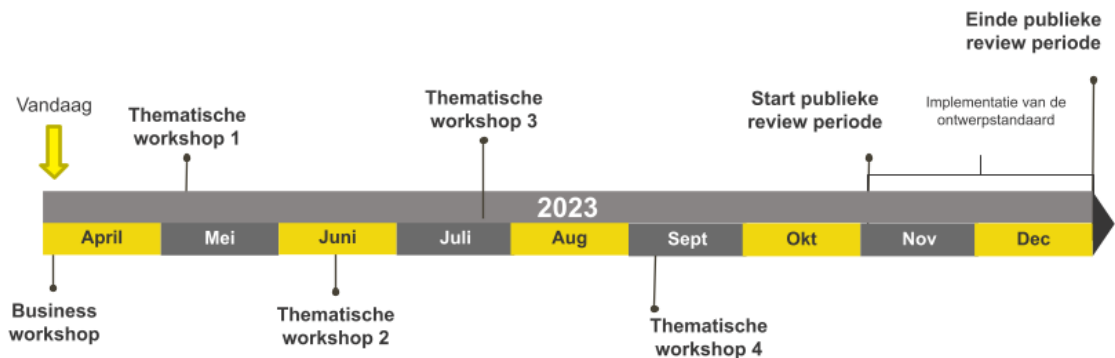 Einde publieke
review periode
Vandaag
Thematische
workshop 1
Thematische
workshop 3
Start publieke
review periode
Implementatie van de
ontwerpstandaard
2023
April
Mei
Juni
Juli
Aug
Sept
Okt
Nov
Dec
Business
workshop
Thematische
workshop 2
Thematische
workshop 4